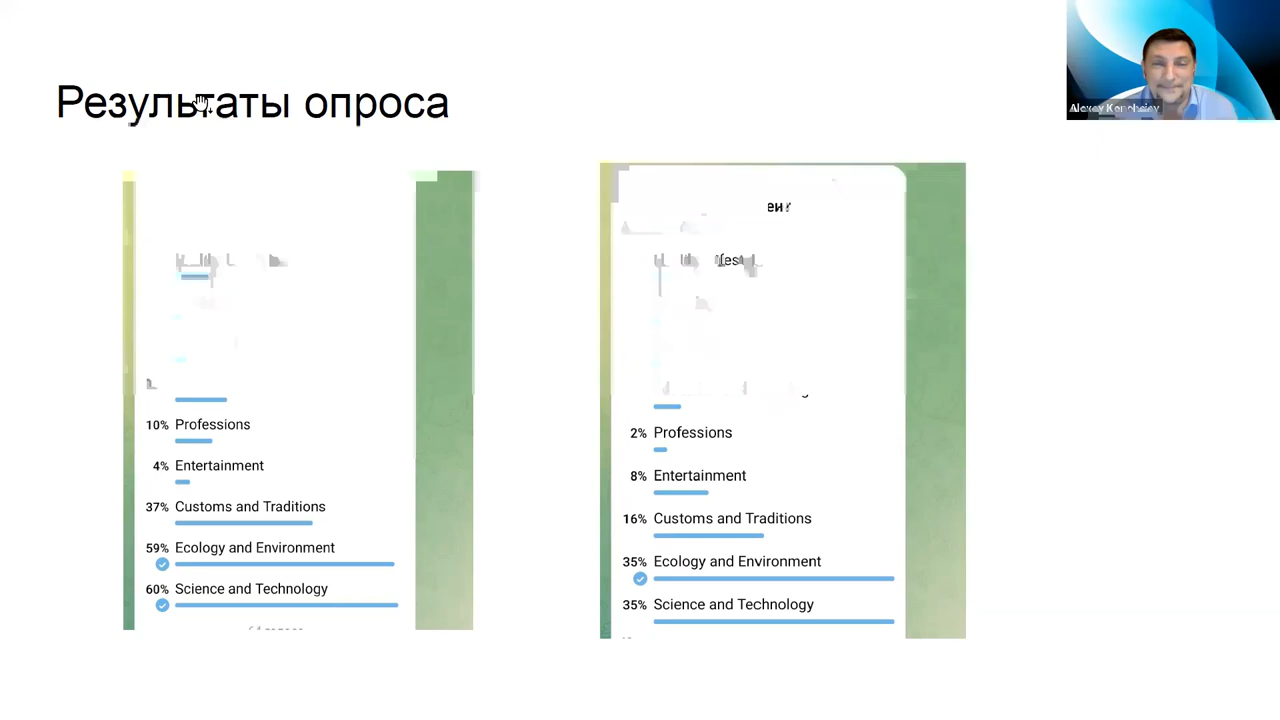 Результаты опроса
10% Professions
4% Entertainment
37% Customs and Traditions
59% Ecology and Environment
60% Science and Technology
2% Professions
8% Entertainment
16% Customs and Traditions
35% Ecology and Environment
35% Science and Technology